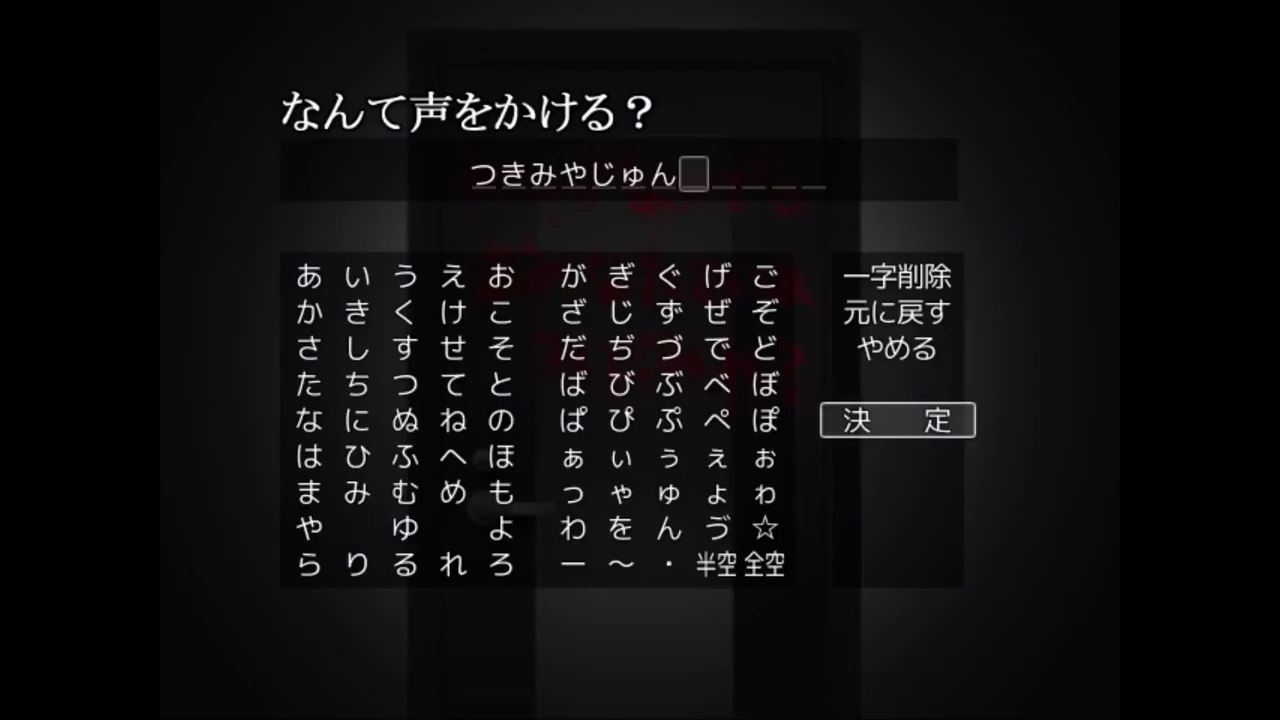 なんて声をかける？
つきみやじゅん
あ い う え お が ぎ ぐ げ ご 一字削除
か き く け こ ざ じ ず ぜ ぞ 元に戻す
さ し す せ そ だ ぢ づ で ど やめる
た ち つ て と ば び ぶ べ ぼ
な に ぬ ね の ぱ ぴ ぷ ぺ ぽ 決 定
は ひ ふ へ ほ ぁ ぃ ぅ ぇ ぉ
ま み む め も っ ゃ ゅ ょ ゎ
や ゆ よ わ を ん ゔ ☆
ら り る れ ろ ー ～ ・ 半空 全空